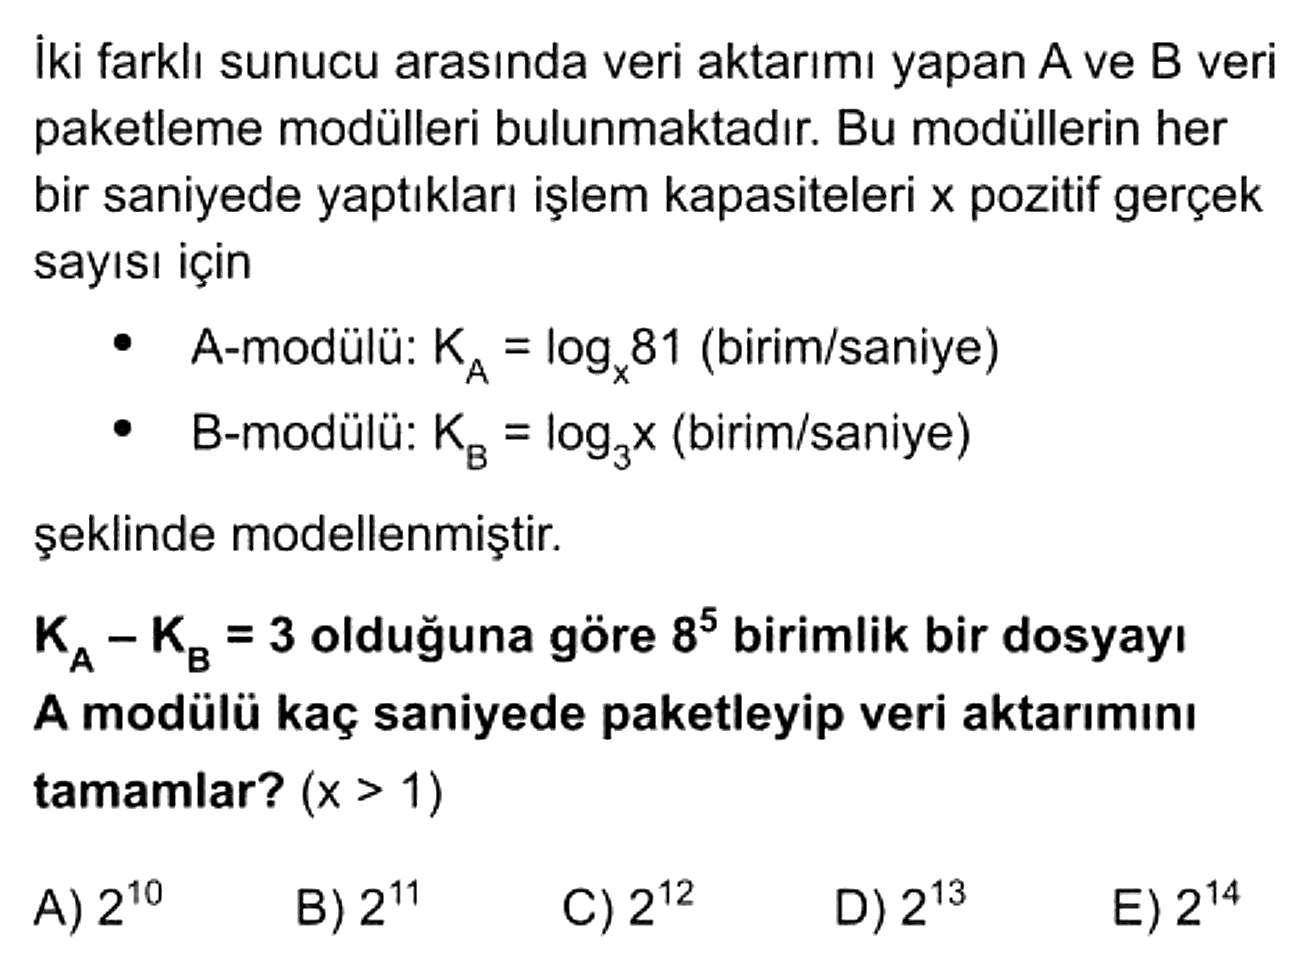 İki farklı sunucu arasında veri aktarımı yapan A ve B veri
paketleme modülleri bulunmaktadır. Bu modüllerin her
bir saniyede yaptıkları işlem kapasiteleri x pozitif gerçek
sayısı için
• A-modülü: K_A = log_x 81 (birim/saniye)
• B-modülü: K_B = log_3 x (birim/saniye)
şeklinde modellenmiştir.
K_A – K_B = 3 olduğuna göre 8^5 birimlik bir dosyayı
A modülü kaç saniyede paketleyip veri aktarımını
tamamlar? (x > 1)
A) 2^10 B) 2^11 C) 2^12 D) 2^13 E) 2^14